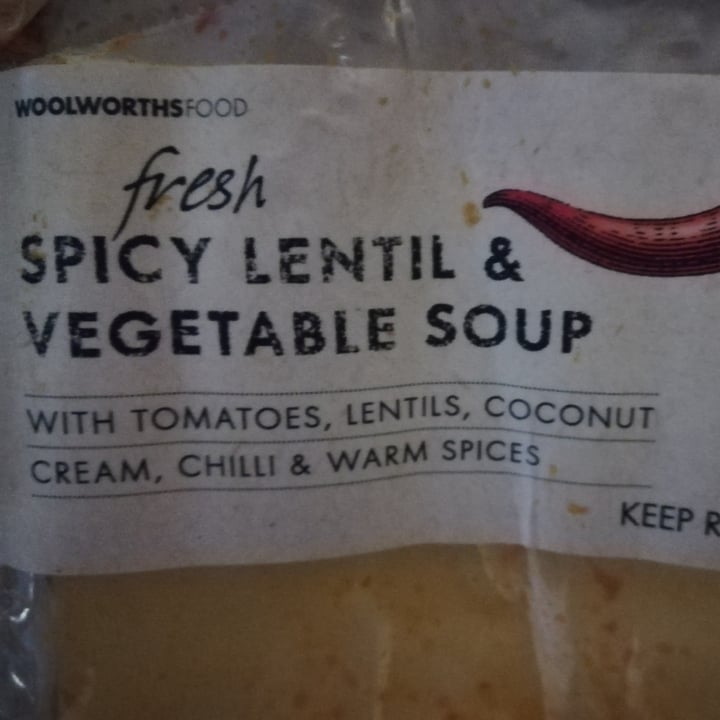 WOOLWORTHSFOOD
fresh
SPICY LENTIL &
VEGETABLE SOUP
WITH TOMATOES, LENTILS, COCONUT
CREAM, CHILLI & WARM SPICES
KEEP R